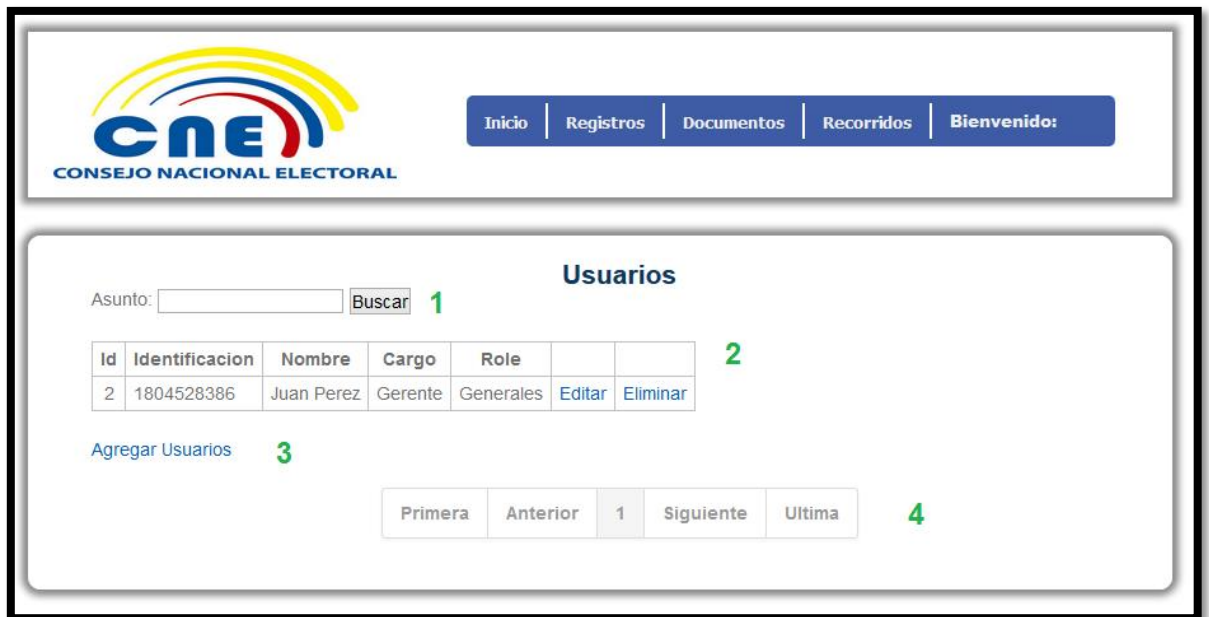 CNE
CONSEJO NACIONAL ELECTORAL
Inicio Registros Documentos Recorridos Bienvenido:
Usuarios
Asunto: Buscar 1
2
Id Identificacion Nombre Cargo Role
2 1804528386 Juan Perez Gerente Generales Editar Eliminar
Agregar Usuarios 3
Primera Anterior 1 Siguiente Ultima 4